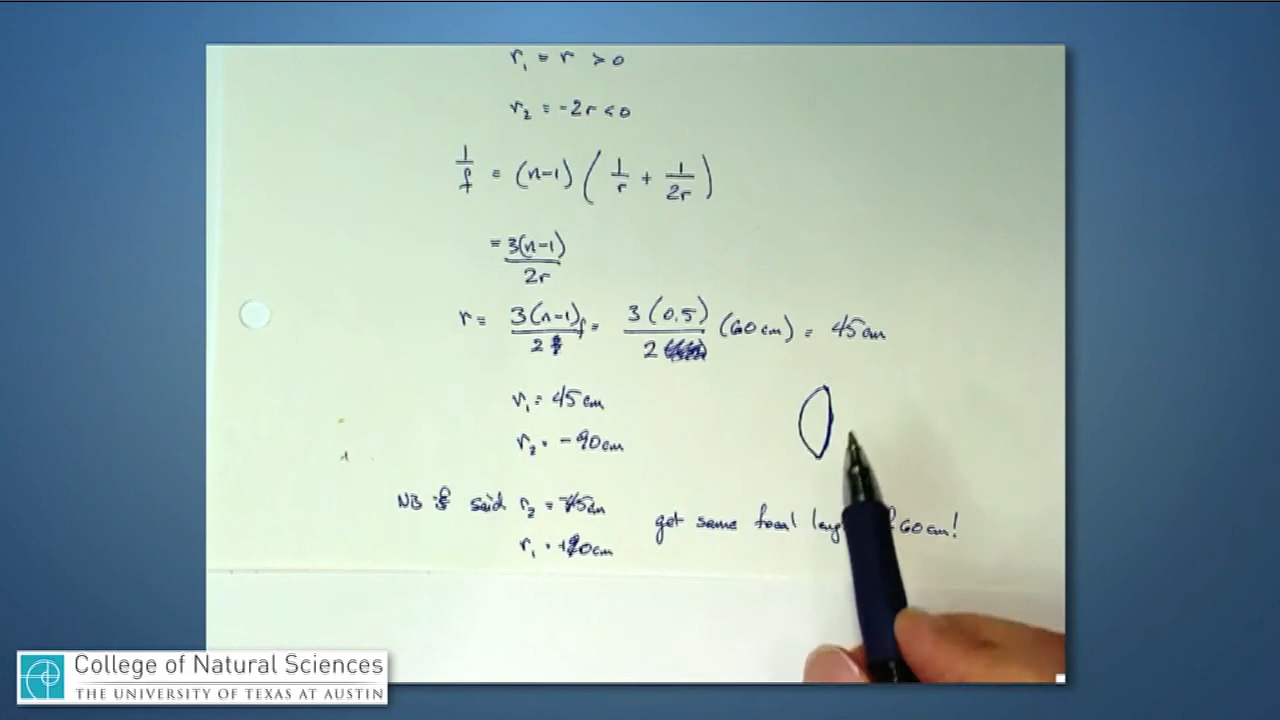 r₁ = r > 0
r₂ = -2r < 0
1/f = (n-1) (1/r + 1/2r)
= 3(n-1)/2r
r = 3(n-1)f/2 = 3(0.5)/2 (60 cm) = 45 cm
r₁ = 45 cm
r₂ = -90 cm
NB if said r₂ = -45 cm
r₁ = +90 cm
get same focal 60 cm!
College of Natural Sciences
THE UNIVERSITY OF TEXAS AT AUSTIN